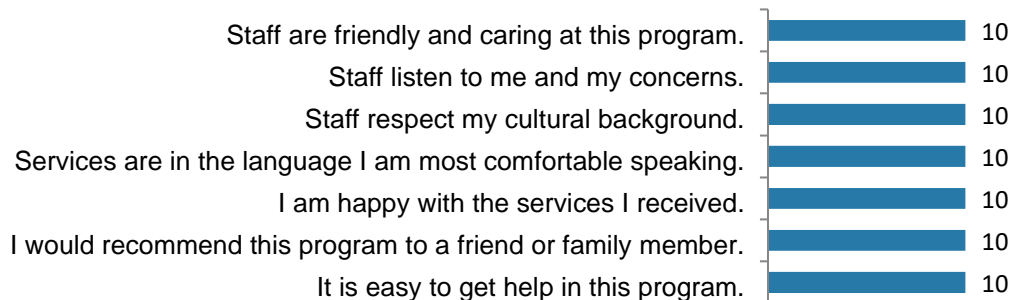 Staff are friendly and caring at this program. 10
Staff listen to me and my concerns. 10
Staff respect my cultural background. 10
Services are in the language I am most comfortable speaking. 10
I am happy with the services I received. 10
I would recommend this program to a friend or family member. 10
It is easy to get help in this program. 10